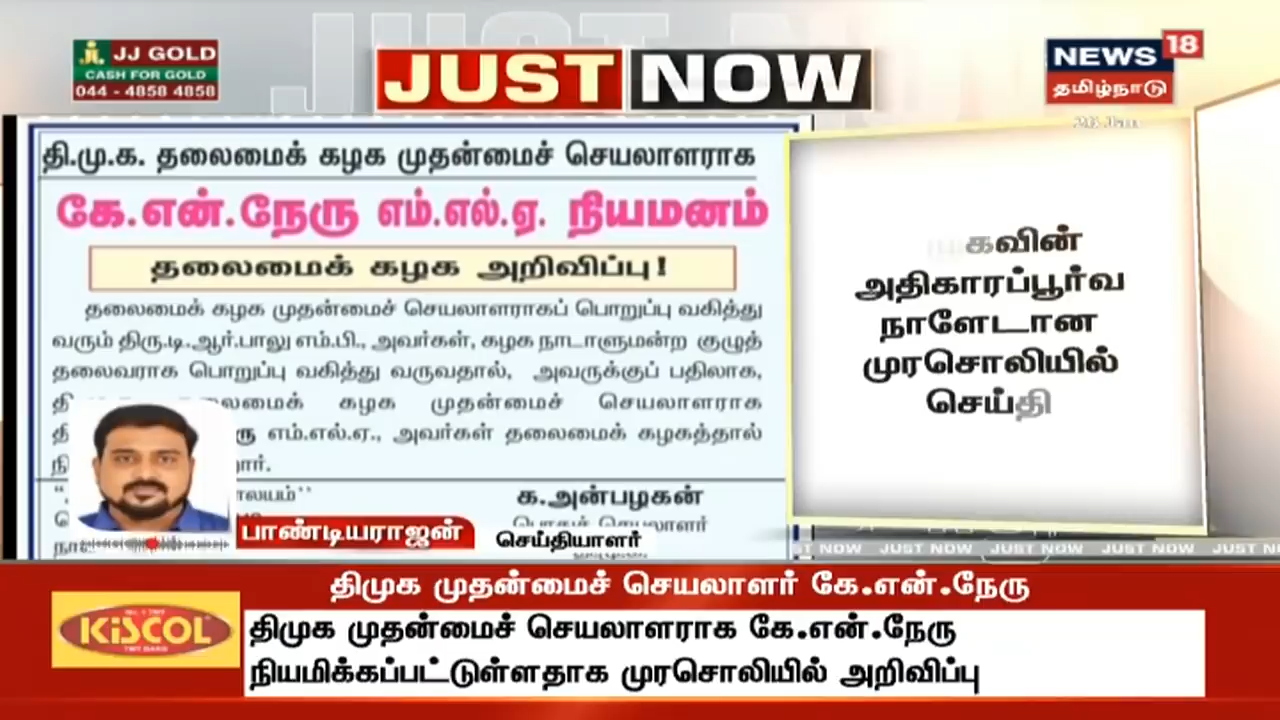 JJ GOLD
CASH FOR GOLD
044 - 4858 4858
JUST NOW
NEWS 18
தமிழ்நாடு
26 Jan
தி.மு.க. தலைமைக் கழக முதன்மைச் செயலாளராக
கே.என்.நேரு எம்.எல்.ஏ. நியமனம்
தலைமைக் கழக அறிவிப்பு!
தலைமைக் கழக முதன்மைச் செயலாளராகப் பொறுப்பு வகித்து
வரும் திரு.டி.ஆர்.பாலு எம்.பி., அவர்கள், கழக நாடாளுமன்ற குழுத்
தலைவராக பொறுப்பு வகித்து வருவதால், அவருக்குப் பதிலாக,
கழக முதன்மைச் செயலாளராக
எம்.எல்.ஏ., அவர்கள் தலைமைக் கழகத்தால்
க.அன்பழகன்
கவின்
அதிகாரப்பூர்வ
நாளேடான
முரசொலியில்
செய்தி
பாண்டியராஜன்
செய்தியாளர்
JUST NOW JUST NOW JUST NOW JUST NOW
திமுக முதன்மைச் செயலாளர் கே.என்.நேரு
KiSCOL
TMT BARS
திமுக முதன்மைச் செயலாளராக கே.என்.நேரு
நியமிக்கப்பட்டுள்ளதாக முரசொலியில் அறிவிப்பு